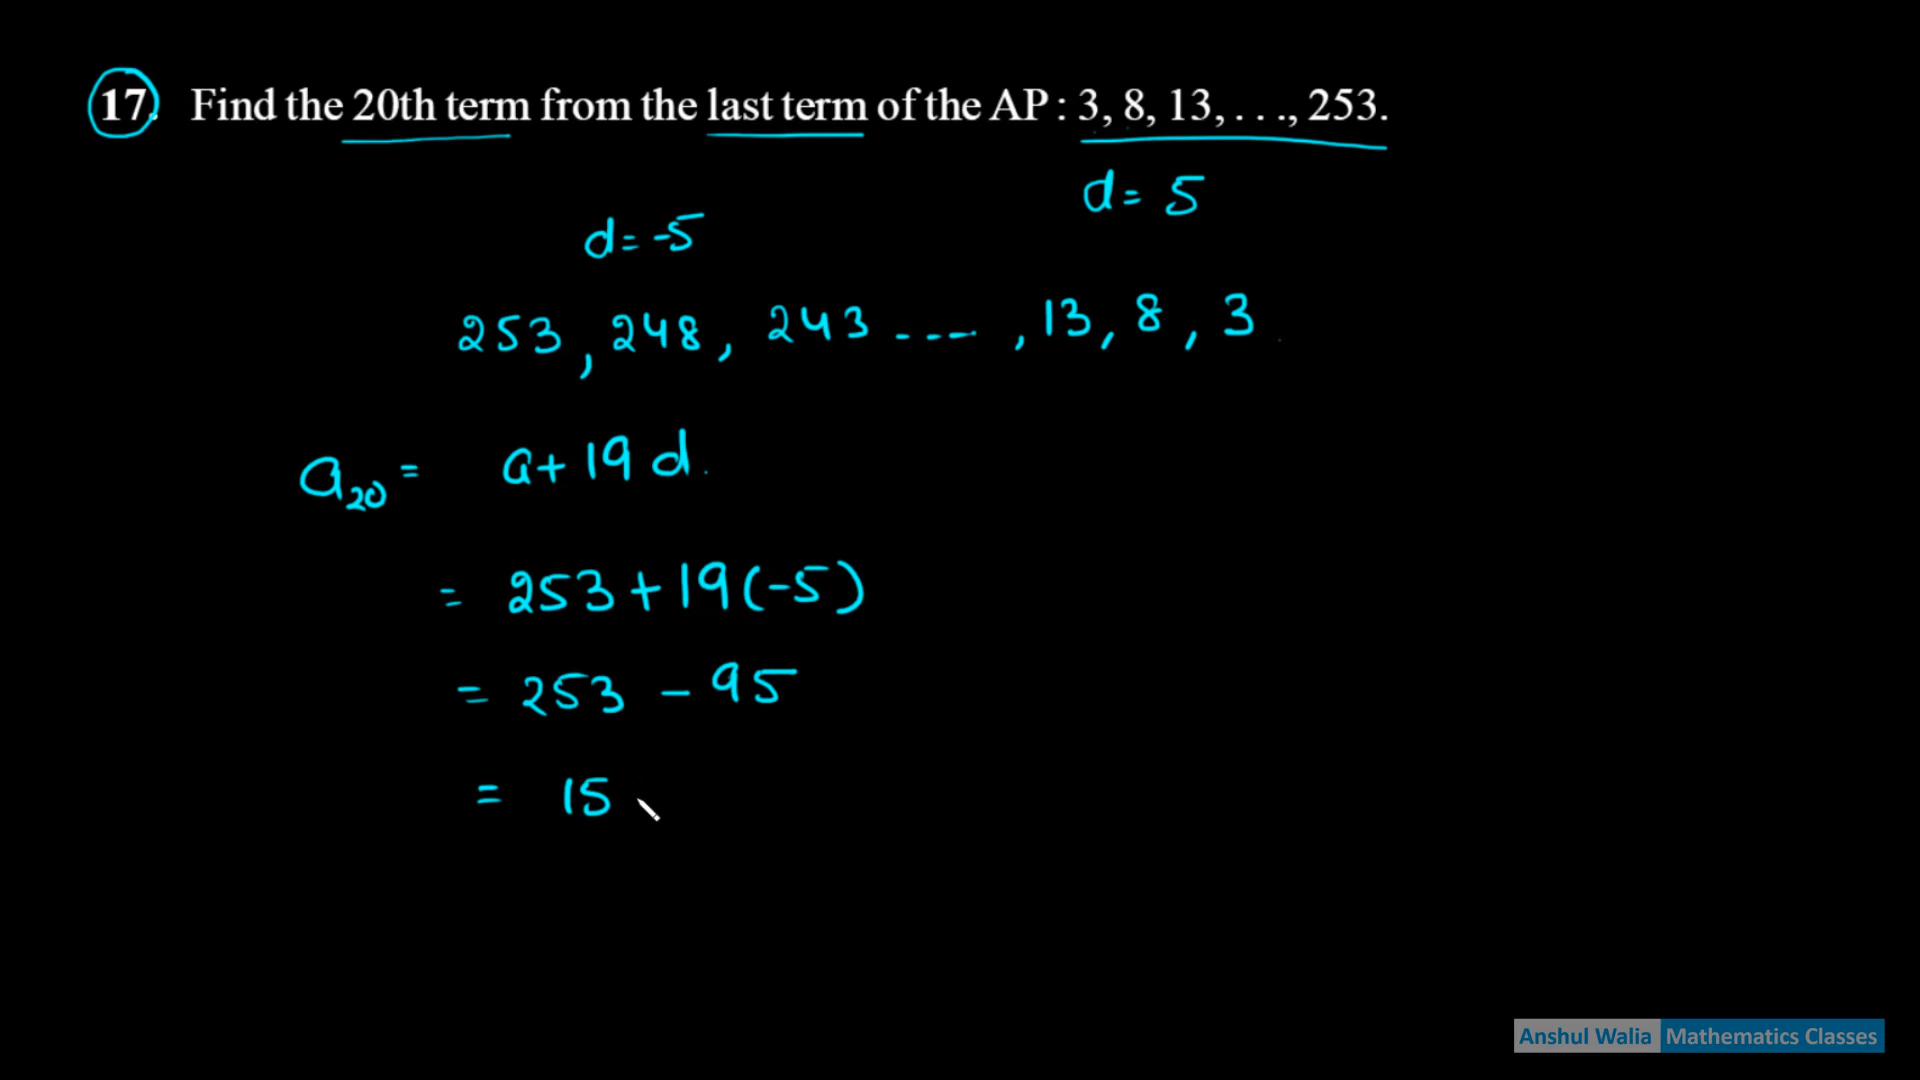 17. Find the 20th term from the last term of the AP : 3, 8, 13, . . ., 253.
d = 5
d = -5
253, 248, 243 ---- , 13, 8, 3
a20 = a + 19 d.
= 253 + 19 (-5)
= 253 - 95
= 15
Anshul Walia Mathematics Classes